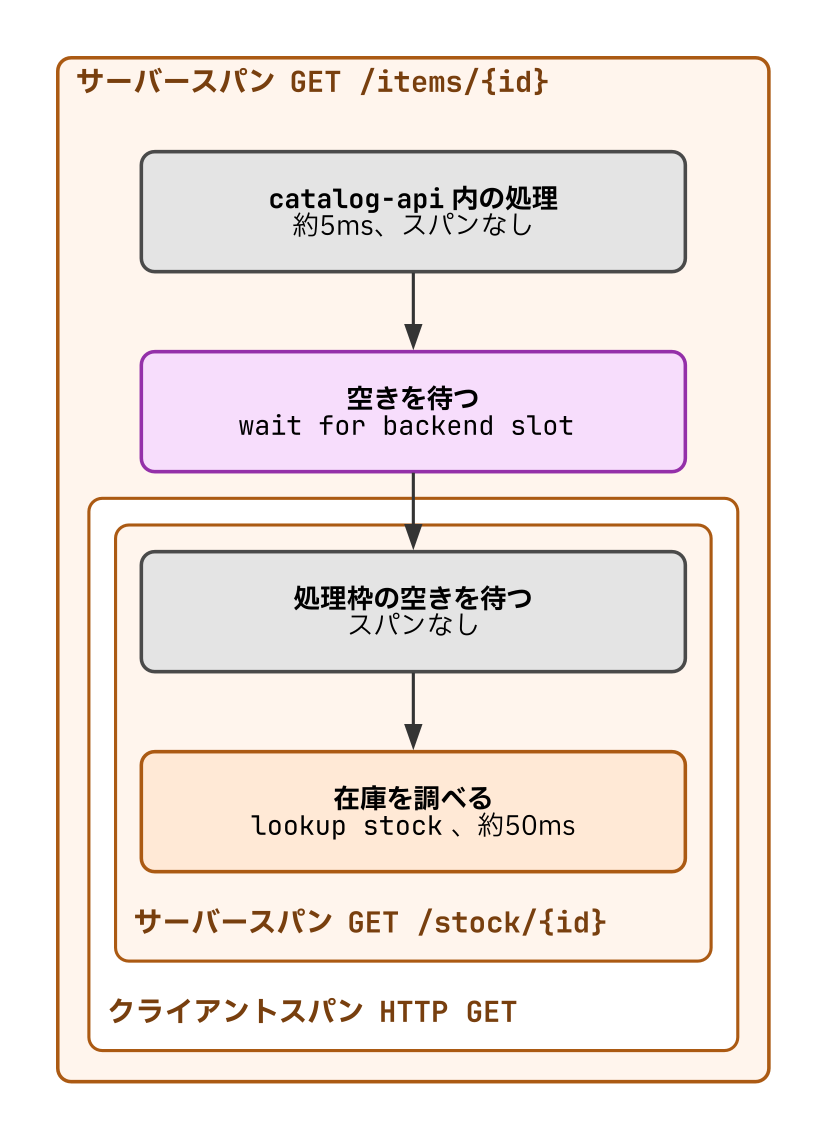 サーバースパン GET /items/{id}
catalog-api 内の処理
約5ms、スパンなし
空きを待つ
wait for backend slot
処理枠の空きを待つ
スパンなし
在庫を調べる
lookup stock 、約50ms
サーバースパン GET /stock/{id}
クライアントスパン HTTP GET